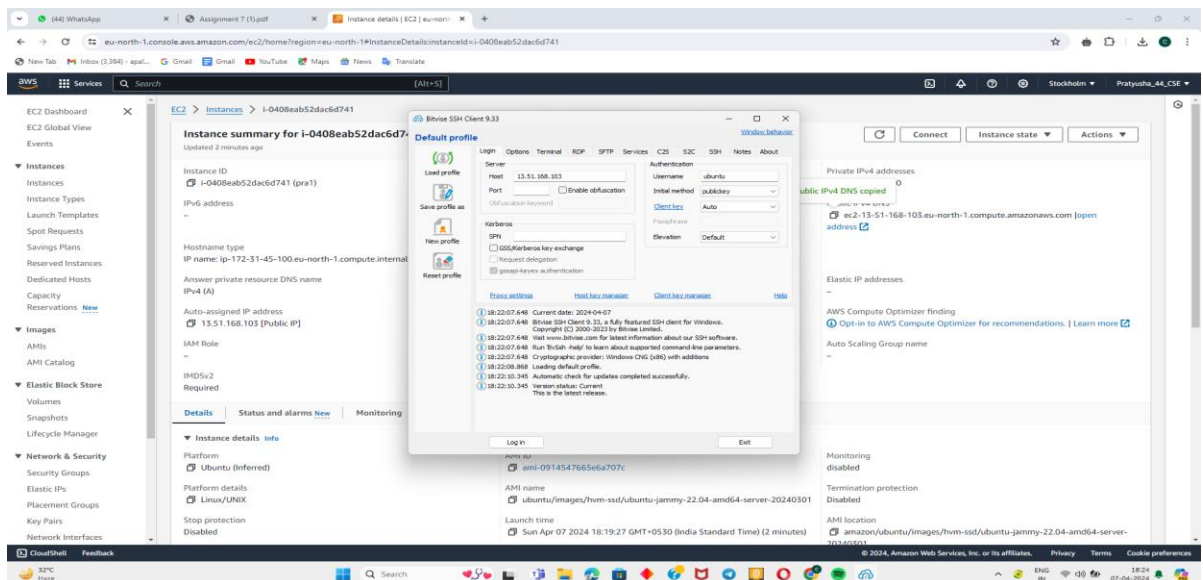 (44) WhatsApp
Assignment 7 (1).pdf
Instance details | EC2 | eu-north
eu-north-1.console.aws.amazon.com/ec2/home?region=eu-north-1#InstanceDetails:instanceId=i-0408eab52dac6d741
New Tab
Inbox (3,384) - apal...
Gmail
Gmail
YouTube
Maps
News
Translate
aws
Services
Search
[Alt+S]
Stockholm
Pratyusha_44_CSE
EC2 Dashboard
EC2 Global View
Events
Instances
Instances
Instance Types
Launch Templates
Spot Requests
Savings Plans
Reserved Instances
Dedicated Hosts
Capacity
Reservations New
Images
AMIs
AMI Catalog
Elastic Block Store
Volumes
Snapshots
Lifecycle Manager
Network & Security
Security Groups
Elastic IPs
Placement Groups
Key Pairs
Network Interfaces
EC2 > Instances > i-0408eab52dac6d741
Instance summary for i-0408eab52dac6d74
Updated 2 minutes ago
Connect
Instance state
Actions
Instance ID
i-0408eab52dac6d741 (pra1)
IPv6 address
–
Hostname type
IP name: ip-172-31-45-100.eu-north-1.compute.internal
Answer private resource DNS name
IPv4 (A)
Auto-assigned IP address
13.51.168.103 [Public IP]
IAM Role
–
IMDSv2
Required
Private IPv4 addresses
ublic IPv4 DNS copied
ec2-13-51-168-103.eu-north-1.compute.amazonaws.com |open
address
Elastic IP addresses
–
AWS Compute Optimizer finding
Opt-in to AWS Compute Optimizer for recommendations. | Learn more
Auto Scaling Group name
–
Bitvise SSH Client 9.33
Default profile
Window behavior
Load profile
Save profile as
New profile
Reset profile
Login Options Terminal RDP SFTP Services C2S S2C SSH Notes About
Server
Host 13.51.168.103
Port
Enable obfuscation
Obfuscation keyword
Kerberos
SPN
GSS/Kerberos key exchange
Request delegation
gssapi-keyex authentication
Authentication
Username ubuntu
Initial method publickey
Client key Auto
Passphrase
Elevation Default
Proxy settings
Host key manager
Client key manager
Help
18:22:07.648 Current date: 2024-04-07
18:22:07.648 Bitvise SSH Client 9.33, a fully featured SSH client for Windows.
Copyright (C) 2000-2023 by Bitvise Limited.
18:22:07.648 Visit www.bitvise.com for latest information about our SSH software.
18:22:07.648 Run 'BvSsh -help' to learn about supported command-line parameters.
18:22:07.648 Cryptographic provider: Windows CNG (x86) with additions
18:22:08.868 Loading default profile.
18:22:10.345 Automatic check for updates completed successfully.
18:22:10.345 Version status: Current
This is the latest release.
Log in
Exit
Details
Status and alarms New
Monitoring
Instance details Info
Platform
Ubuntu (Inferred)
Platform details
Linux/UNIX
Stop protection
Disabled
AMI ID
ami-0914547665e6a707c
AMI name
ubuntu/images/hvm-ssd/ubuntu-jammy-22.04-amd64-server-20240301
Launch time
Sun Apr 07 2024 18:19:27 GMT+0530 (India Standard Time) (2 minutes)
Monitoring
disabled
Termination protection
Disabled
AMI location
amazon/ubuntu/images/hvm-ssd/ubuntu-jammy-22.04-amd64-server-
20240301
CloudShell
Feedback
© 2024, Amazon Web Services, Inc. or its affiliates.
Privacy
Terms
Cookie preferences
32°C
Haze
Search
ENG
IN
18:24
07-04-2024